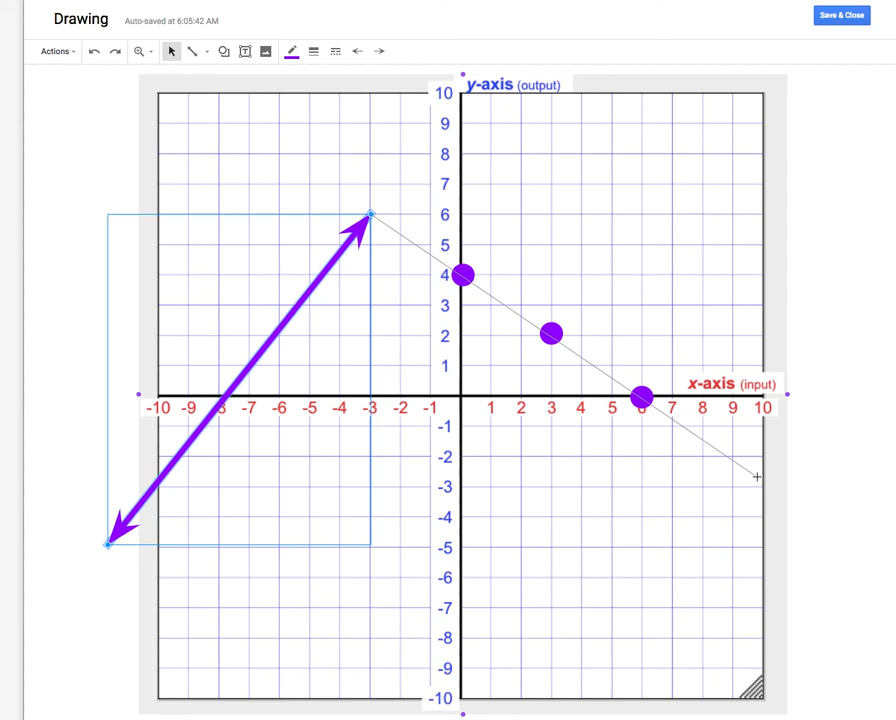 Drawing
Auto-saved at 6:05:42 AM
Save & Close
Actions
y-axis (output)
10
9
8
7
6
5
4
3
2
1
x-axis (input)
-10 -9 -8 -7 -6 -5 -4 -3 -2 -1 1 2 3 4 5 6 7 8 9 10
-1
-2
-3
-4
-5
-6
-7
-8
-9
-10